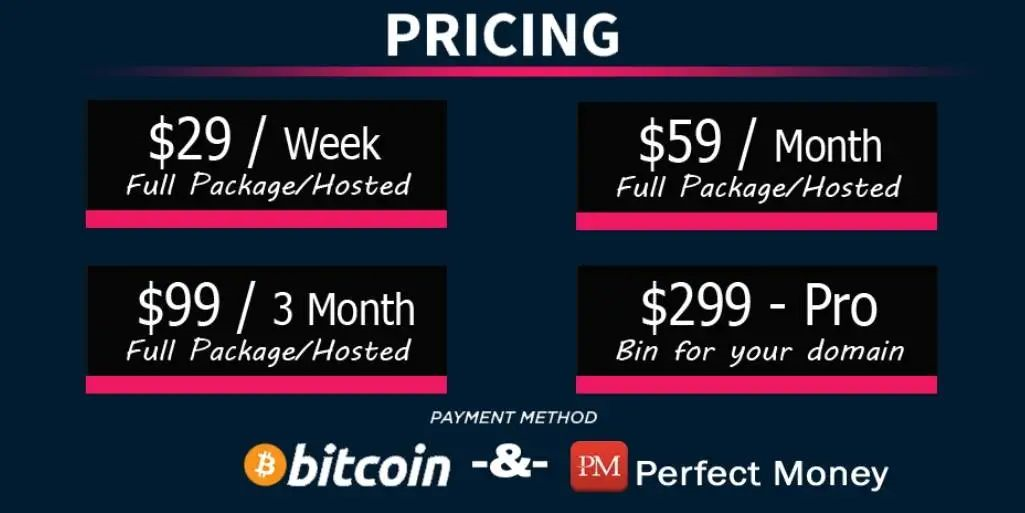 PRICING
$29 / Week
Full Package/Hosted
$59 / Month
Full Package/Hosted
$99 / 3 Month
Full Package/Hosted
$299 - Pro
Bin for your domain
PAYMENT METHOD
bitcoin -&- PM Perfect Money